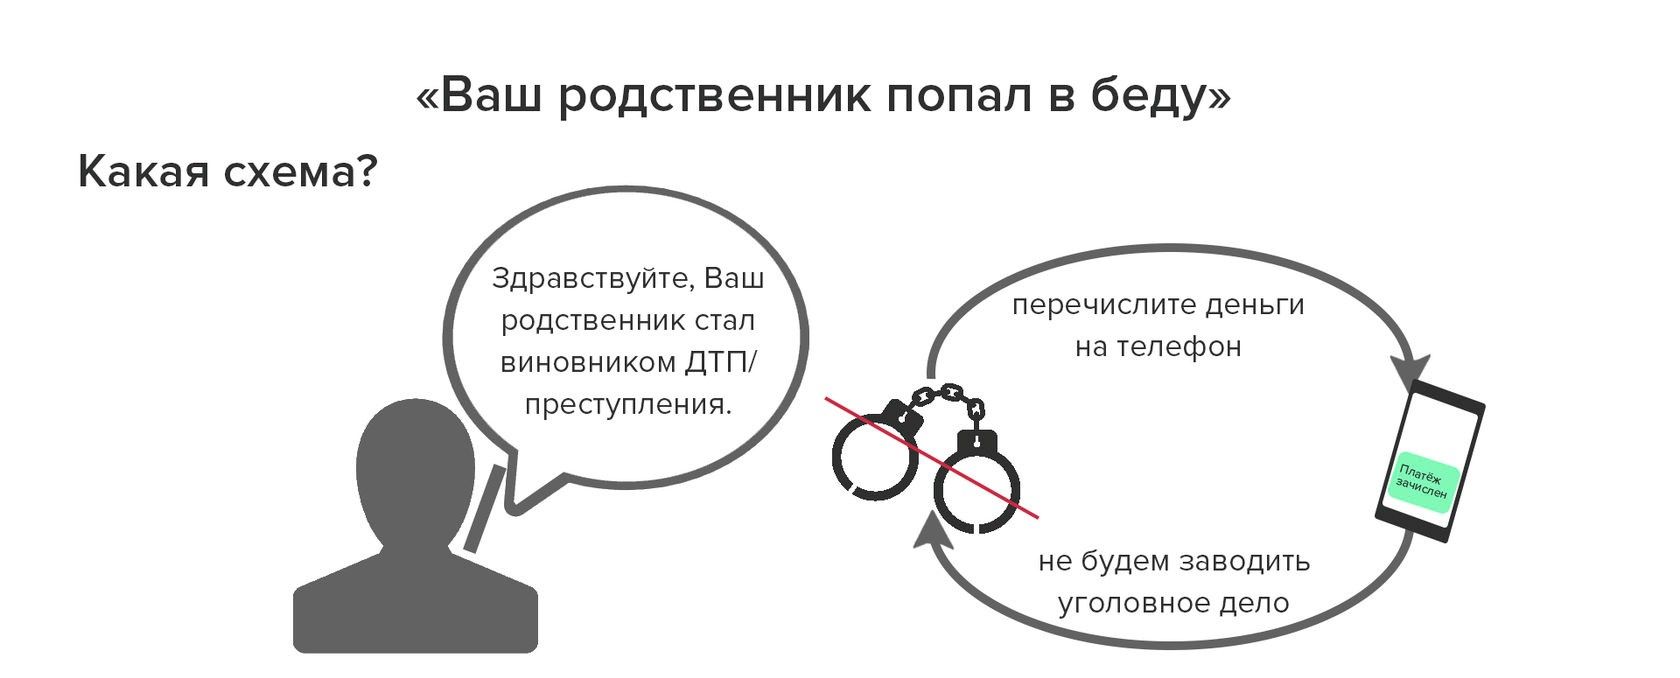 «Ваш родственник попал в беду»
Какая схема?
Здравствуйте, Ваш
родственник стал
виновником ДТП/
преступления.
перечислите деньги
на телефон
Платёж
зачислен
не будем заводить
уголовное дело